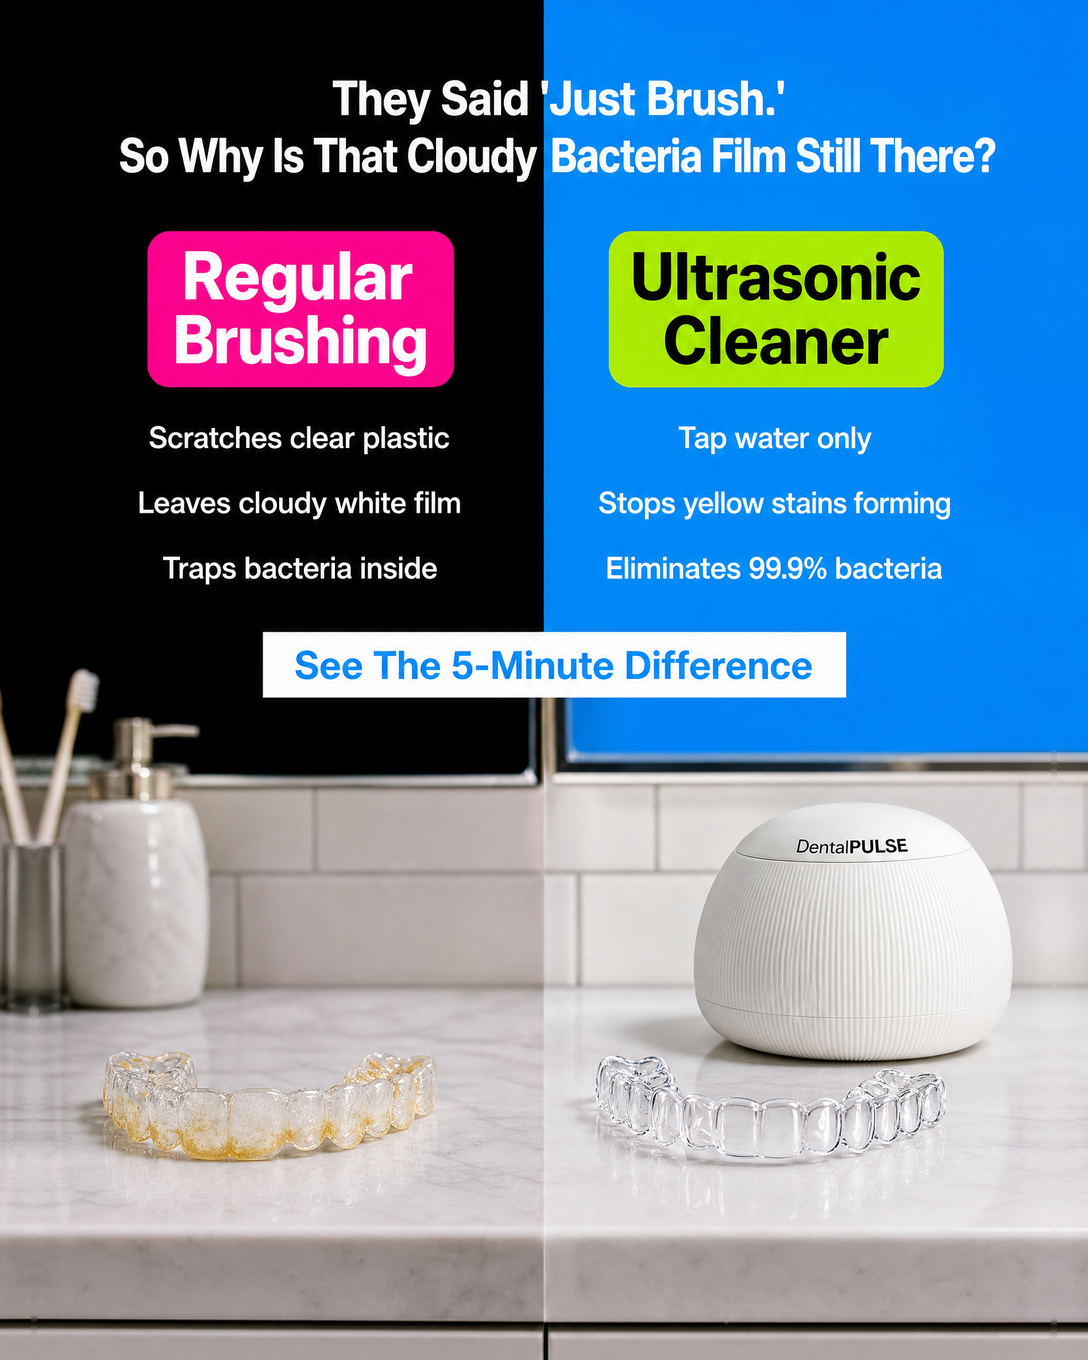 They Said 'Just Brush.'
So Why Is That Cloudy Bacteria Film Still There?
Regular
Brushing
Scratches clear plastic
Leaves cloudy white film
Traps bacteria inside
Ultrasonic
Cleaner
Tap water only
Stops yellow stains forming
Eliminates 99.9% bacteria
See The 5-Minute Difference
DentalPULSE